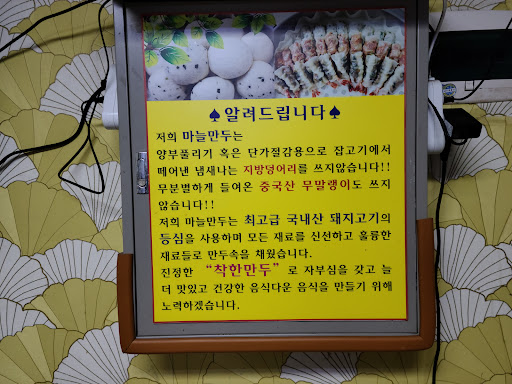 ♠알려드립니다♠
저희 마늘만두는
양부풀리기 혹은 단가절감용으로 잡고기에서
떼어낸 냄새나는 지방덩어리를 쓰지않습니다!!
무분별하게 들여온 중국산 무말랭이도 쓰지
않습니다!!
저희 마늘만두는 최고급 국내산 돼지고기의
등심을 사용하며 모든 재료를 신선하고 훌륭한
재료들로 만두속을 채웠습니다.
진정한 “착한만두”로 자부심을 갖고 늘
더 맛있고 건강한 음식다운 음식을 만들기 위해
노력하겠습니다.